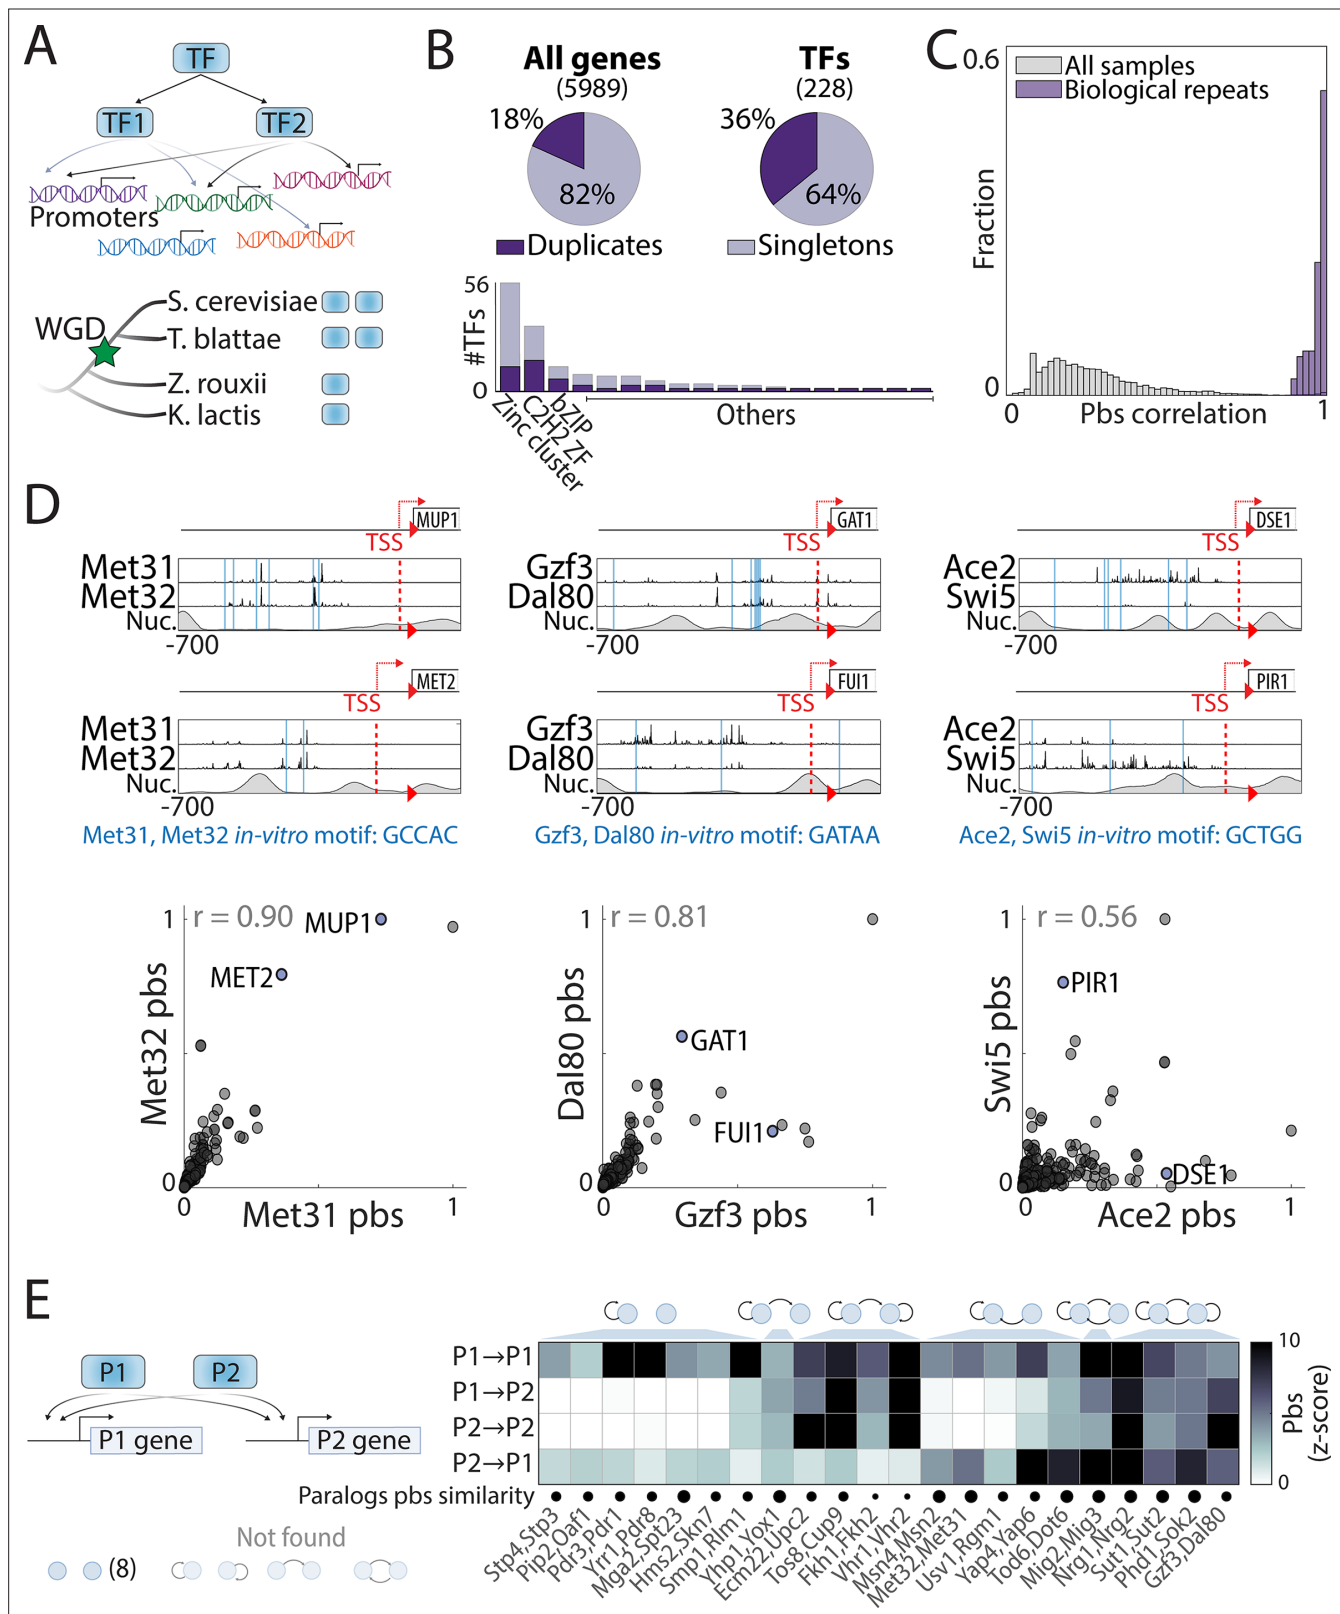 A
TF
TF1
TF2
Promoters
WGD
S. cerevisiae
T. blattae
Z. rouxii
K. lactis
B
All genes
(5989)
18%
82%
TFs
(228)
36%
64%
Duplicates
Singletons
56
#TFs
0
Zinc cluster
C2H2 ZF
bZIP
Others
C
0.6
All samples
Biological repeats
Fraction
0
0
Pbs correlation
1
D
MUP1
TSS
Met31
Met32
Nuc.
-700
GAT1
TSS
Gzf3
Dal80
Nuc.
-700
DSE1
TSS
Ace2
Swi5
Nuc.
-700
MET2
TSS
Met31
Met32
Nuc.
-700
FUI1
TSS
Gzf3
Dal80
Nuc.
-700
PIR1
TSS
Ace2
Swi5
Nuc.
-700
Met31, Met32 in-vitro motif: GCCAC
Gzf3, Dal80 in-vitro motif: GATAA
Ace2, Swi5 in-vitro motif: GCTGG
1
r = 0.90
MUP1
MET2
Met32 pbs
0
0
Met31 pbs
1
1
r = 0.81
GAT1
FUI1
Dal80 pbs
0
0
Gzf3 pbs
1
1
r = 0.56
PIR1
DSE1
Swi5 pbs
0
0
Ace2 pbs
1
E
P1
P2
P1 gene
P2 gene
Not found
(8)
P1→P1
P1→P2
P2→P2
P2→P1
Paralogs pbs similarity
10
Pbs
(z-score)
0
Stp4,Stp3
Pip2,Oaf1
Pdr3,Pdr1
Yrr1,Pdr8
Mga2,Spt23
Hms2,Skn7
Smp1,Rlm1
Yhp1,Yox1
Ecm22,Upc2
Tos8,Cup9
Fkh1,Fkh2
Vhr1,Vhr2
Msn4,Msn2
Met32,Met31
Usv1,Rgm1
Yap4,Yap6
Tod6,Dot6
Mig2,Mig3
Nrg1,Nrg2
Sut1,Sut2
Phd1,Sok2
Gzf3,Dal80